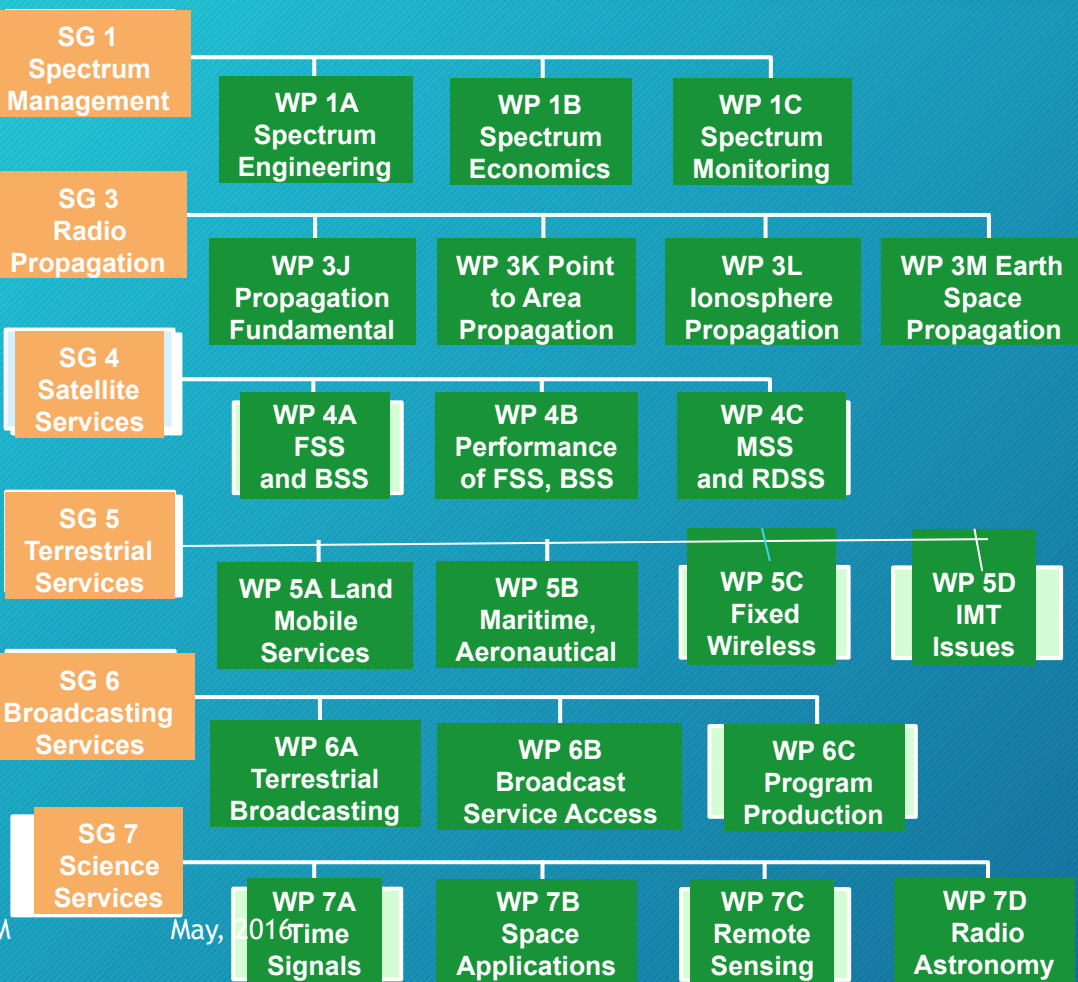 SG 1
Spectrum
Management
WP 1A
Spectrum
Engineering
WP 1B
Spectrum
Economics
WP 1C
Spectrum
Monitoring
SG 3
Radio
Propagation
WP 3J
Propagation
Fundamental
WP 3K Point
to Area
Propagation
WP 3L
Ionosphere
Propagation
WP 3M Earth
Space
Propagation
SG 4
Satellite
Services
WP 4A
FSS
and BSS
WP 4B
Performance
of FSS, BSS
WP 4C
MSS
and RDSS
SG 5
Terrestrial
Services
WP 5A Land
Mobile
Services
WP 5B
Maritime,
Aeronautical
WP 5C
Fixed
Wireless
WP 5D
IMT
Issues
SG 6
Broadcasting
Services
WP 6A
Terrestrial
Broadcasting
WP 6B
Broadcast
Service Access
WP 6C
Program
Production
SG 7
Science
Services
WP 7A
Time
Signals
WP 7B
Space
Applications
WP 7C
Remote
Sensing
WP 7D
Radio
Astronomy
May, 2016